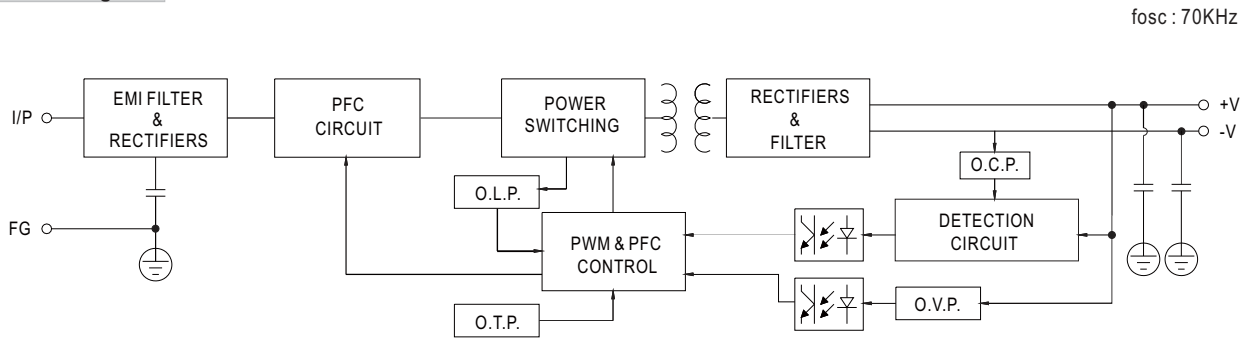 fosc : 70KHz
I/P
EMI FILTER
&
RECTIFIERS
PFC
CIRCUIT
POWER
SWITCHING
RECTIFIERS
&
FILTER
+V
-V
O.C.P.
O.L.P.
FG
PWM & PFC
CONTROL
DETECTION
CIRCUIT
O.T.P.
O.V.P.